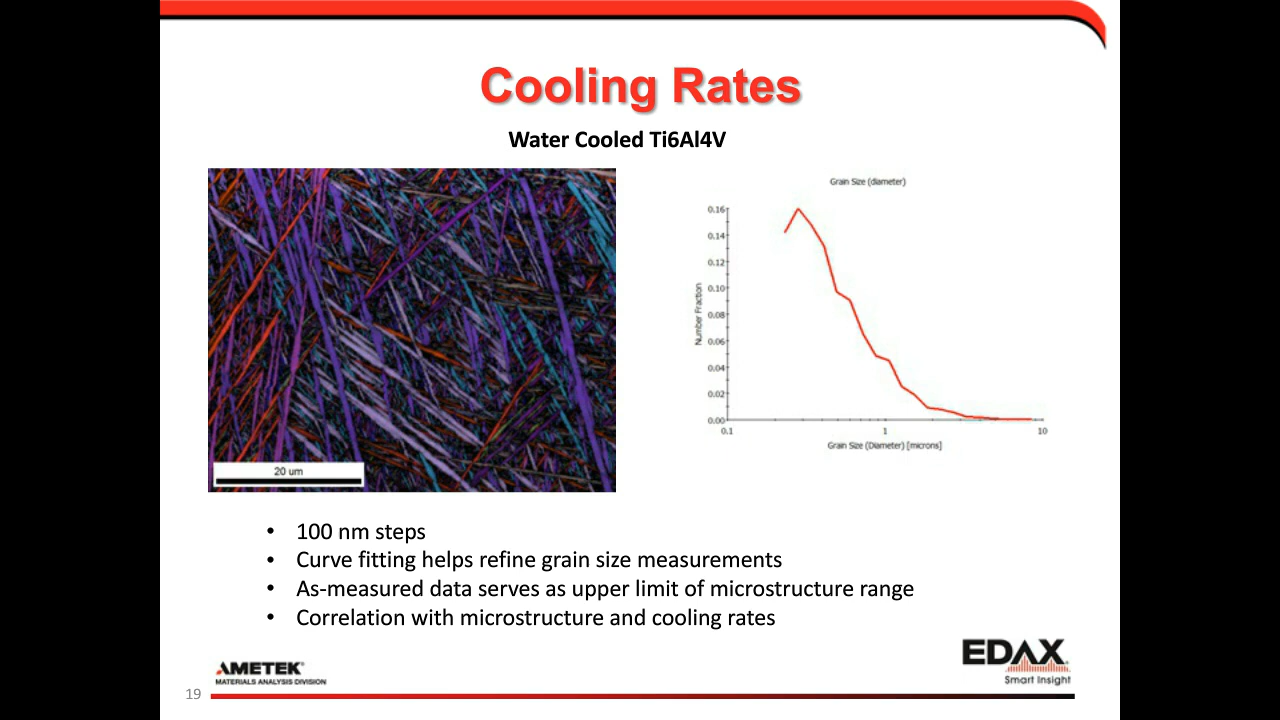 Cooling Rates
Water Cooled Ti6Al4V
20 um
Grain Size (diameter)
0.16
0.14
0.12
0.10
0.08
0.06
0.04
0.02
0.00
Number Fraction
0.1
1
10
Grain Size (Diameter) [microns]
• 100 nm steps
• Curve fitting helps refine grain size measurements
• As-measured data serves as upper limit of microstructure range
• Correlation with microstructure and cooling rates
AMETEK®
MATERIALS ANALYSIS DIVISION
EDAX
Smart Insight
19